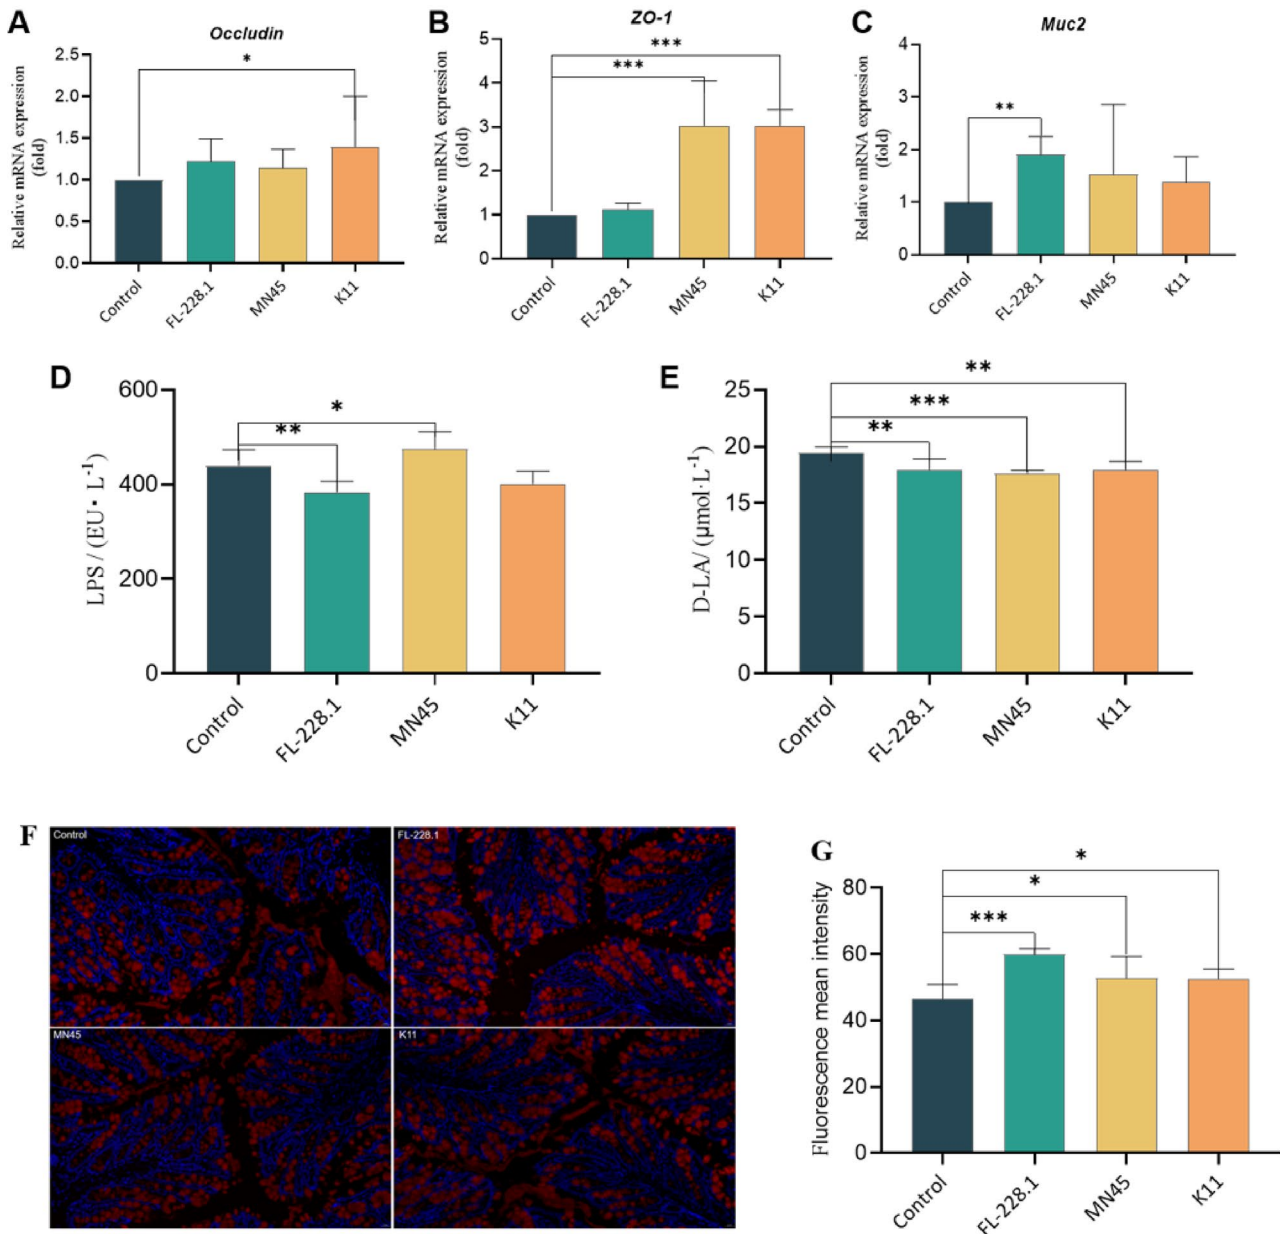 A
Occludin
Relative mRNA expression
(fold)
2.5
2.0
1.5
1.0
0.5
0.0
*
Control
FL-228.1
MN45
K11
B
ZO-1
Relative mRNA expression
(fold)
5
4
3
2
1
0
***
***
Control
FL-228.1
MN45
K11
C
Muc2
Relative mRNA expression
(fold)
4
3
2
1
0
**
Control
FL-228.1
MN45
K11
D
LPS / (EU · L⁻¹)
600
400
200
0
*
**
Control
FL-228.1
MN45
K11
E
D-LA/ (μmol·L⁻¹)
25
20
15
10
5
0
**
***
**
Control
FL-228.1
MN45
K11
F
Control
FL-228.1
MN45
K11
G
Fluorescence mean intensity
80
60
40
20
0
*
*
***
Control
FL-228.1
MN45
K11